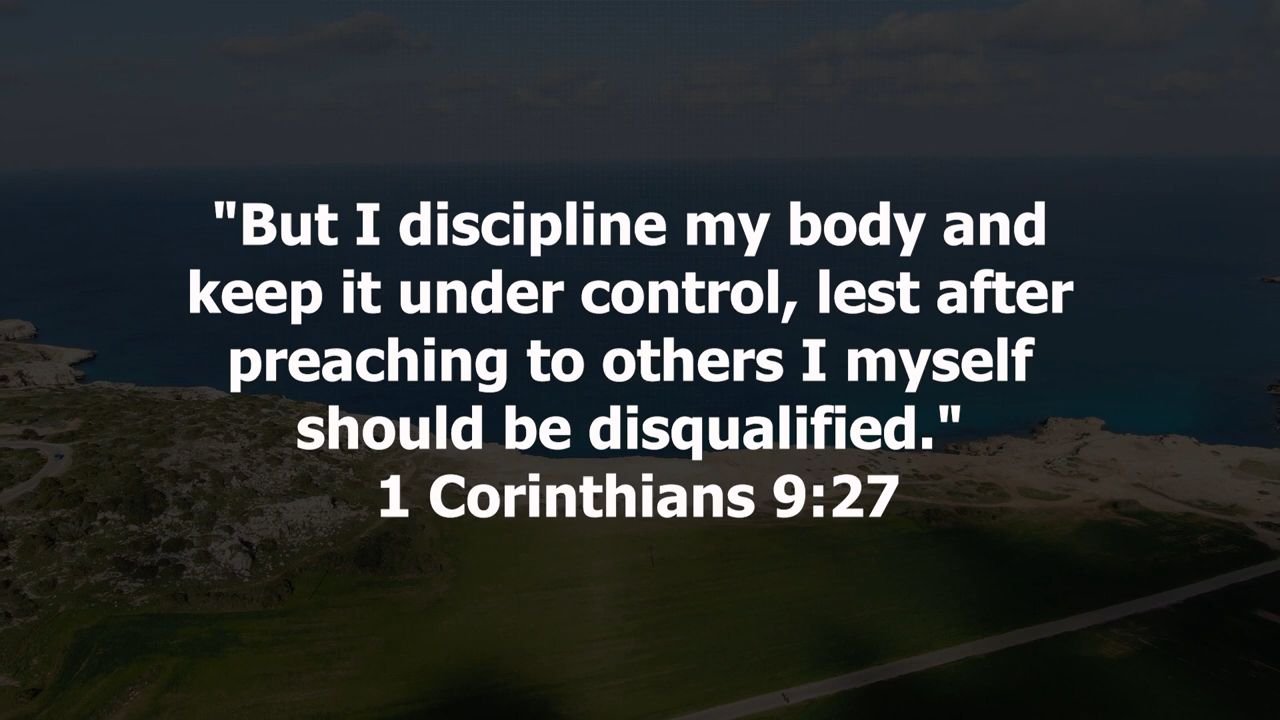 "But I discipline my body and
keep it under control, lest after
preaching to others I myself
should be disqualified."
1 Corinthians 9:27